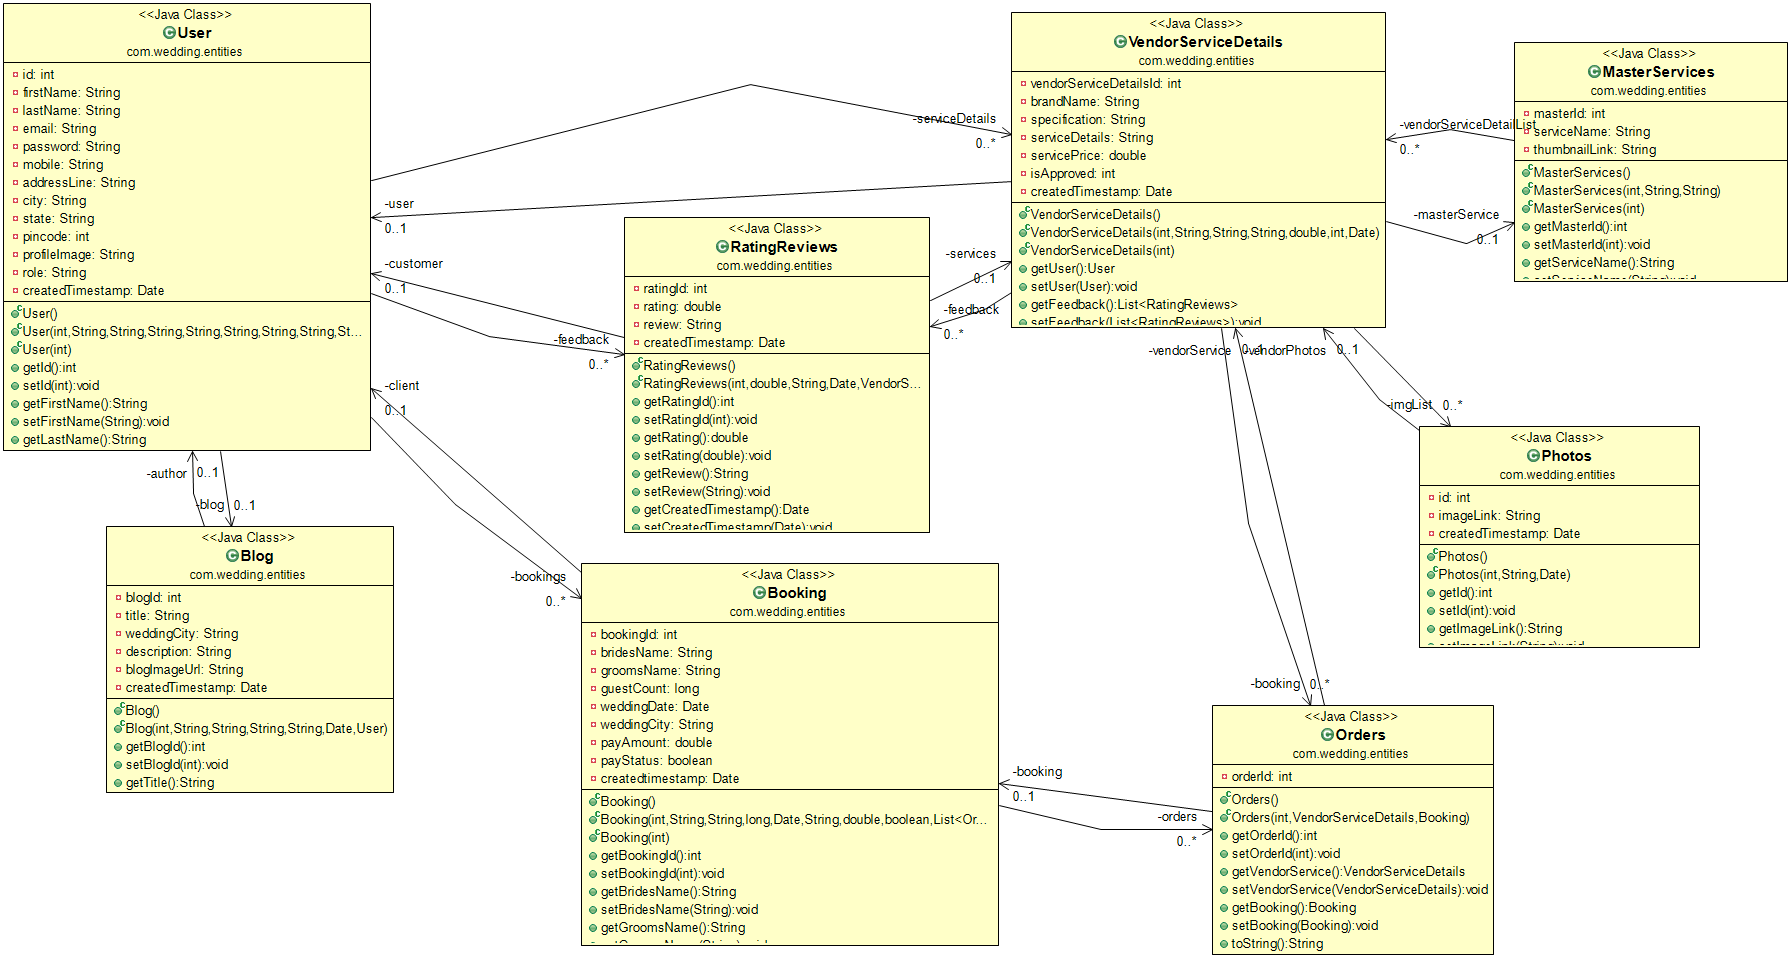 <<Java Class>>
User
com.wedding.entities
id: int
firstName: String
lastName: String
email: String
password: String
mobile: String
addressLine: String
city: String
state: String
pincode: int
profileImage: String
role: String
createdTimestamp: Date
User()
User(int,String,String,String,String,String,String,String,St...
User(int)
getId():int
setId(int):void
getFirstName():String
setFirstName(String):void
getLastName():String
-serviceDetails
0..*
-user
0..1
-customer
0..1
-feedback
0..*
-client
0..1
-author
0..1
-blog
0..1
-bookings
0..*
<<Java Class>>
VendorServiceDetails
com.wedding.entities
vendorServiceDetailsId: int
brandName: String
specification: String
serviceDetails: String
servicePrice: double
isApproved: int
createdTimestamp: Date
VendorServiceDetails()
VendorServiceDetails(int,String,String,String,double,int,Date)
VendorServiceDetails(int)
getUser():User
setUser(User):void
getFeedback():List<RatingReviews>
setFeedback(List<RatingReviews>):void
-vendorServiceDetailList
0..*
-masterService
0..1
<<Java Class>>
MasterServices
com.wedding.entities
masterId: int
serviceName: String
thumbnailLink: String
MasterServices()
MasterServices(int,String,String)
MasterServices(int)
getMasterId():int
setMasterId(int):void
getServiceName():String
setServiceName(String):void
<<Java Class>>
RatingReviews
com.wedding.entities
ratingId: int
rating: double
review: String
createdTimestamp: Date
RatingReviews()
RatingReviews(int,double,String,Date,VendorS...
getRatingId():int
setRatingId(int):void
getRating():double
setRating(double):void
getReview():String
setReview(String):void
getCreatedTimestamp():Date
setCreatedTimestamp(Date):void
-services
0..1
-feedback
0..*
-vendorService
0..1
-vendorPhotos
0..1
-imgList
0..*
<<Java Class>>
Photos
com.wedding.entities
id: int
imageLink: String
createdTimestamp: Date
Photos()
Photos(int,String,Date)
getId():int
setId(int):void
getImageLink():String
setImageLink(String):void
<<Java Class>>
Blog
com.wedding.entities
blogId: int
title: String
weddingCity: String
description: String
blogImageUrl: String
createdTimestamp: Date
Blog()
Blog(int,String,String,String,String,Date,User)
getBlogId():int
setBlogId(int):void
getTitle():String
<<Java Class>>
Booking
com.wedding.entities
bookingId: int
bridesName: String
groomsName: String
guestCount: long
weddingDate: Date
weddingCity: String
payAmount: double
payStatus: boolean
createdtimestamp: Date
Booking()
Booking(int,String,String,long,Date,String,double,boolean,List<Or...
Booking(int)
getBookingId():int
setBookingId(int):void
getBridesName():String
setBridesName(String):void
getGroomsName():String
-booking
0..*
-booking
0..1
-orders
0..*
<<Java Class>>
Orders
com.wedding.entities
orderId: int
Orders()
Orders(int,VendorServiceDetails,Booking)
getOrderId():int
setOrderId(int):void
getVendorService():VendorServiceDetails
setVendorService(VendorServiceDetails):void
getBooking():Booking
setBooking(Booking):void
toString():String